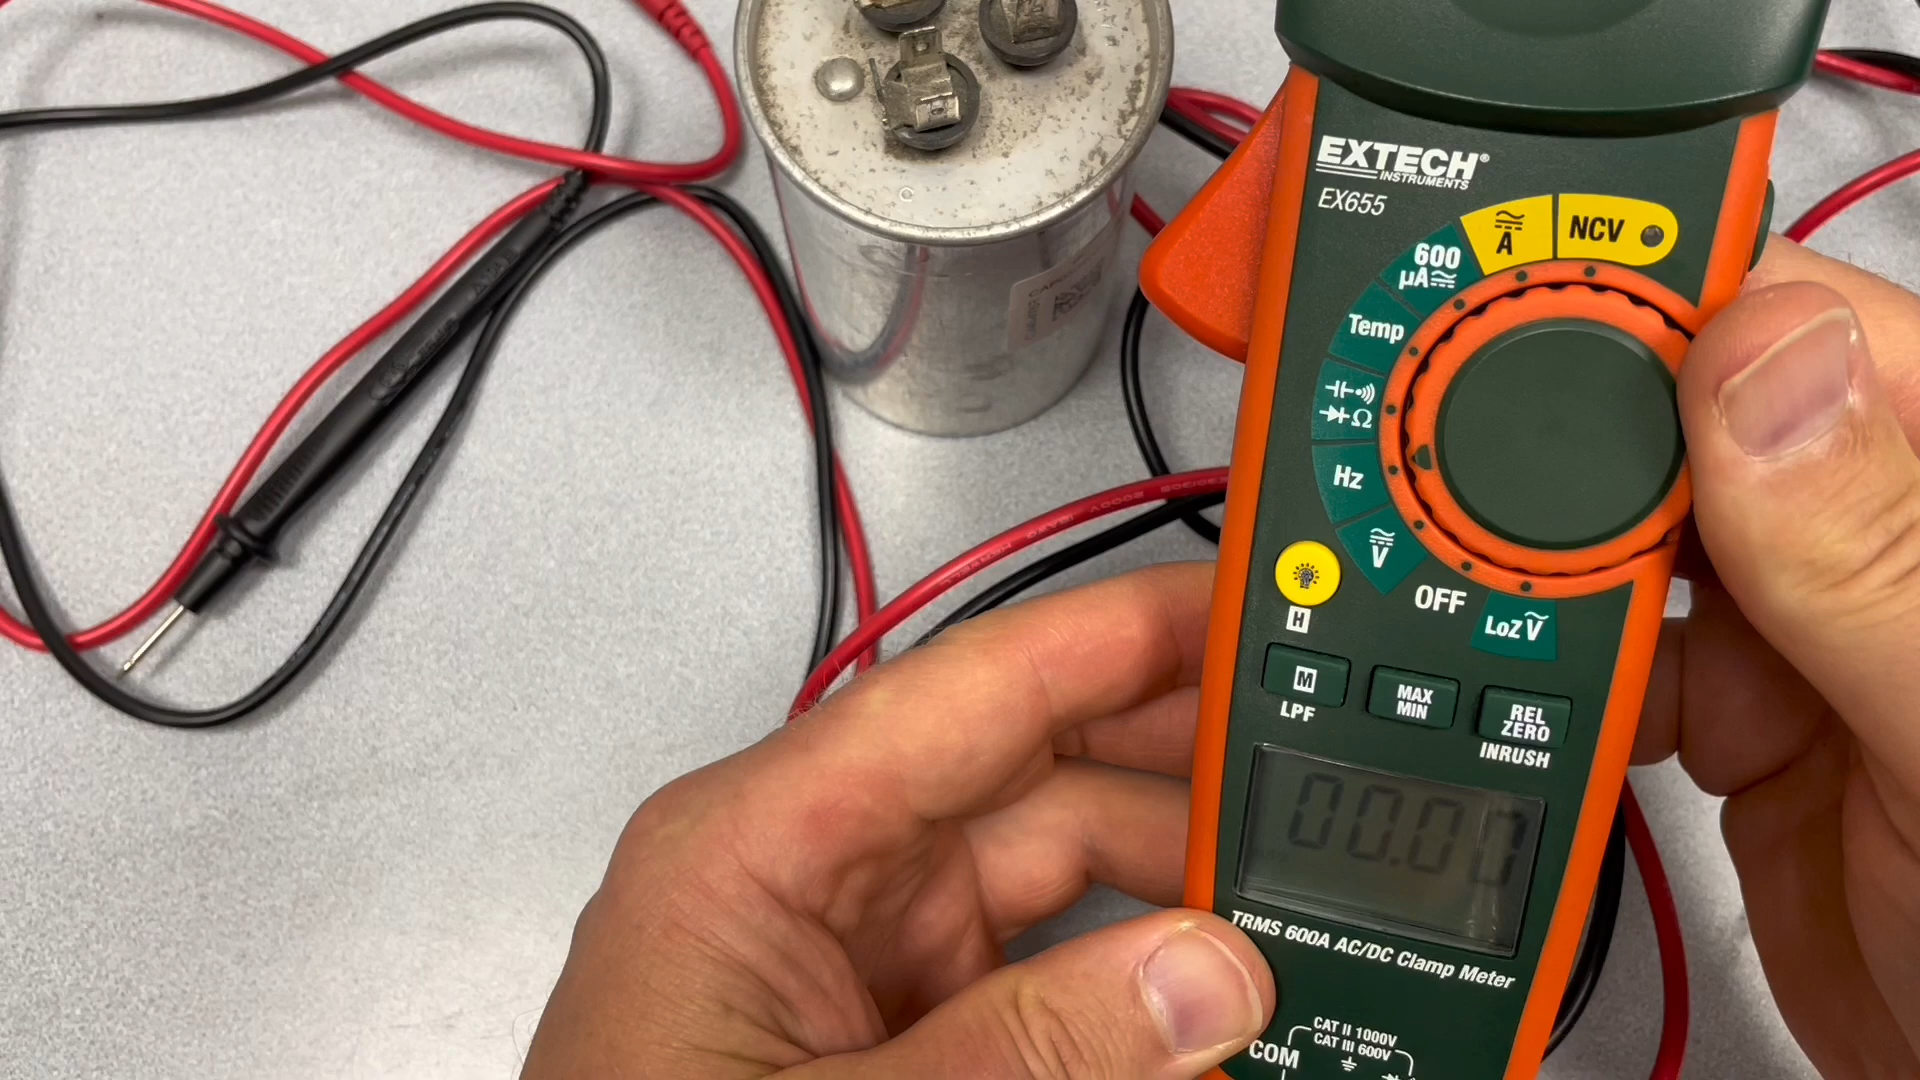 EXTECH®
INSTRUMENTS
EX655
A
NCV
600
µA
Temp
Ω
Hz
V
OFF
LoZ V
H
M
LPF
MAX
MIN
REL
ZERO
INRUSH
00.00
TRMS 600A AC/DC Clamp Meter
CAT II 1000V
CAT III 600V
COM